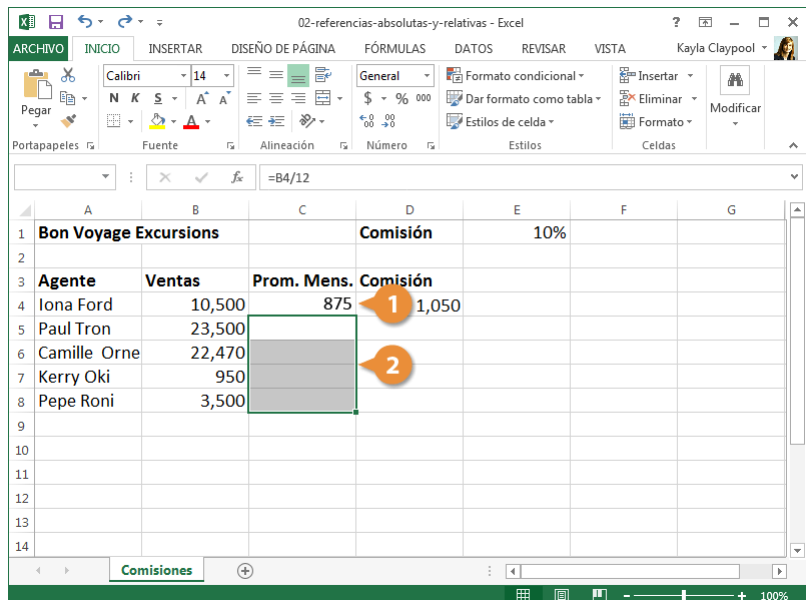 02-referencias-absolutas-y-relativas - Excel
?
ARCHIVO INICIO INSERTAR DISEÑO DE PÁGINA FÓRMULAS DATOS REVISAR VISTA Kayla Claypool
Pegar
Calibri 14
N K S A A
A
General
$ - % 000
Formato condicional
Dar formato como tabla
Estilos de celda
Insertar
Eliminar
Formato
Modificar
Portapapeles Fuente Alineación Número Estilos Celdas
fx =B4/12
A B C D E F G
1 Bon Voyage Excursions Comisión 10%
2
3 Agente Ventas Prom. Mens. Comisión
4 Iona Ford 10,500 875 1 1,050
5 Paul Tron 23,500
6 Camille Orne 22,470 2
7 Kerry Oki 950
8 Pepe Roni 3,500
9
10
11
12
13
14
Comisiones
100%